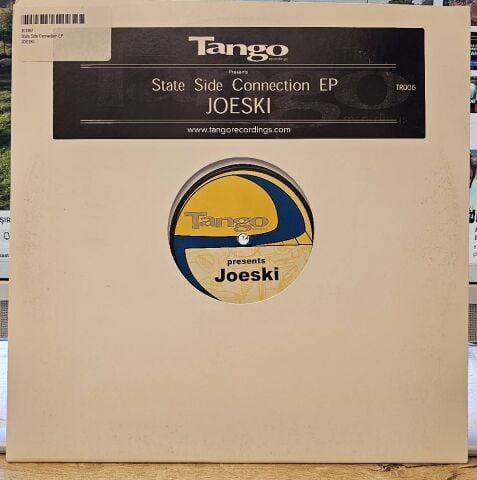 State Side Connection EP
JOESKI
Tango
recordings
Presents
State Side Connection EP
TR006
JOESKI
www.tangorecordings.com
Tango
presents
Joeski